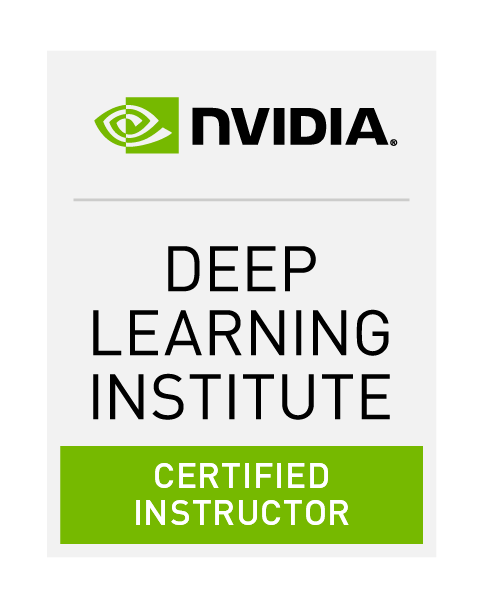 NVIDIA®
DEEP
LEARNING
INSTITUTE
CERTIFIED
INSTRUCTOR